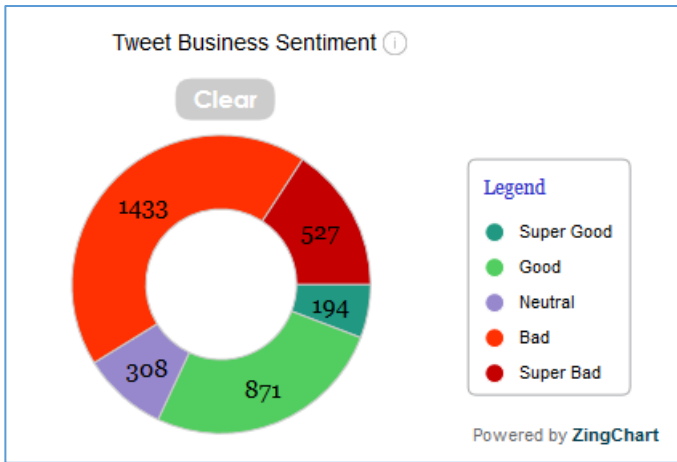 Tweet Business Sentiment i
Clear
1433
527
194
308
871
Legend
Super Good
Good
Neutral
Bad
Super Bad
Powered by ZingChart